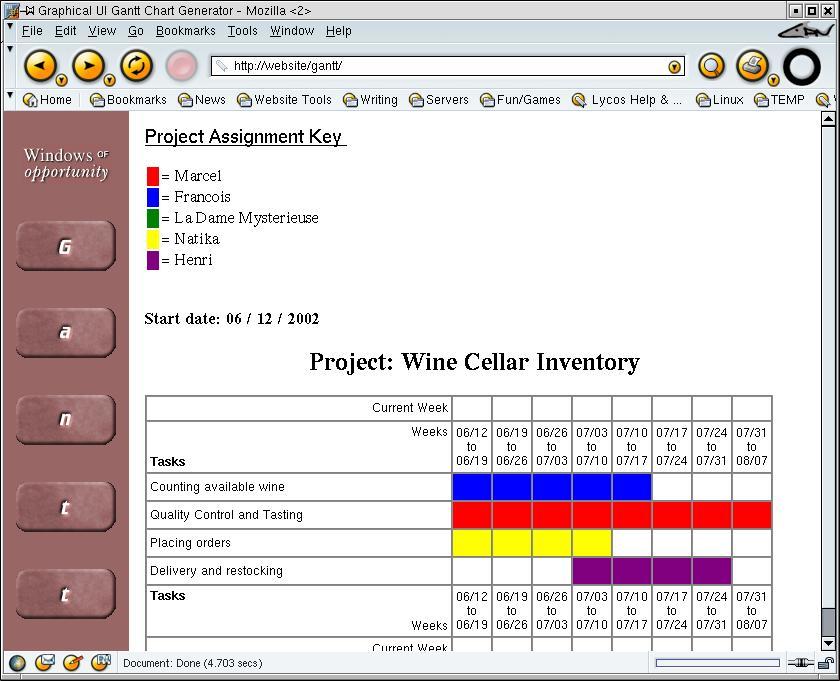 Graphical UI Gantt Chart Generator - Mozilla <2>
File Edit View Go Bookmarks Tools Window Help
http://website/gantt/
Home Bookmarks News Website Tools Writing Servers Fun/Games Lycos Help & ... Linux TEMP
Windows OF
opportunity
G
a
n
t
t
Project Assignment Key
= Marcel
= Francois
= La Dame Mysterieuse
= Natika
= Henri
Start date: 06 / 12 / 2002
Project: Wine Cellar Inventory
Current Week
Weeks 06/12 06/19 06/26 07/03 07/10 07/17 07/24 07/31
to to to to to to to to
Tasks 06/19 06/26 07/03 07/10 07/17 07/24 07/31 08/07
Counting available wine
Quality Control and Tasting
Placing orders
Delivery and restocking
Tasks 06/12 06/19 06/26 07/03 07/10 07/17 07/24 07/31
to to to to to to to to
Weeks 06/19 06/26 07/03 07/10 07/17 07/24 07/31 08/07
Current Week
Document: Done (4.703 secs)